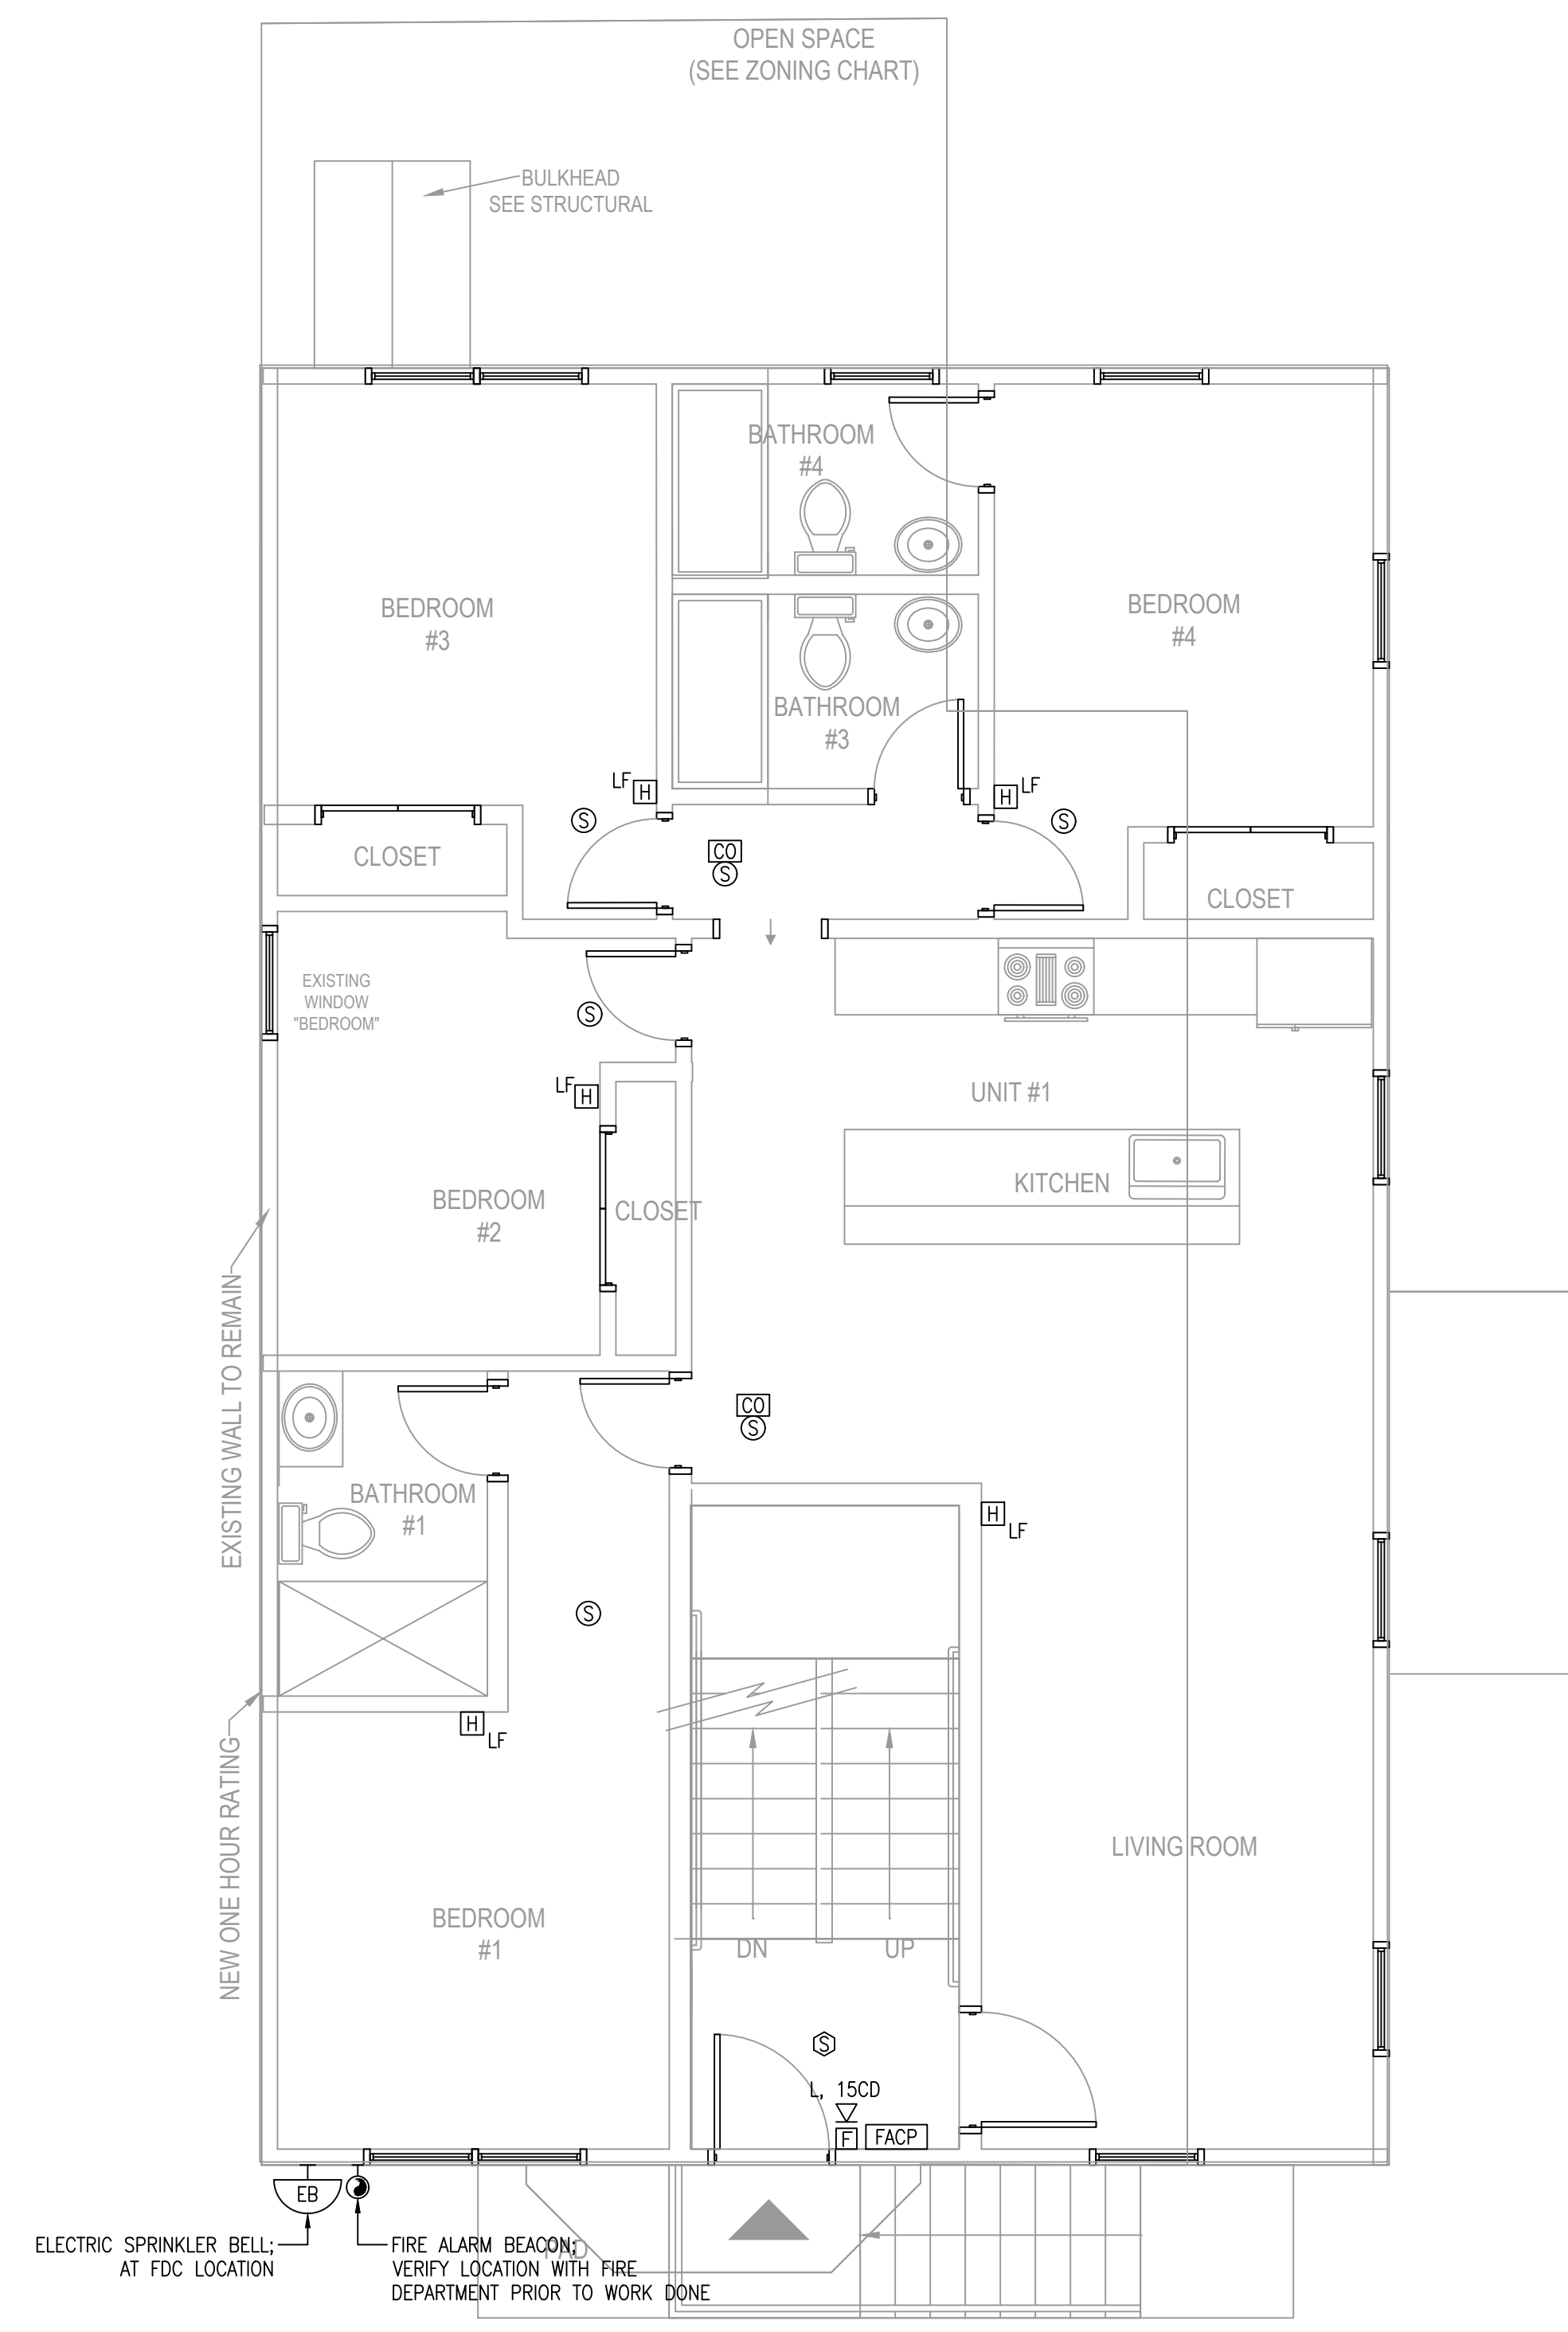 OPEN SPACE
(SEE ZONING CHART)
BULKHEAD
SEE STRUCTURAL
BATHROOM
#4
BEDROOM
#3
BEDROOM
#4
BATHROOM
#3
LF
H
H
LF
S
S
CO
S
CLOSET
CLOSET
EXISTING
WINDOW
"BEDROOM"
S
LF
H
UNIT #1
KITCHEN
BEDROOM
#2
CLOSET
EXISTING WALL TO REMAIN
CO
S
BATHROOM
#1
H
LF
S
H
LF
NEW ONE HOUR RATING
LIVING ROOM
BEDROOM
#1
DN
UP
S
L, 15CD
F
FACP
EB
ELECTRIC SPRINKLER BELL;
AT FDC LOCATION
FIRE ALARM BEACON;
VERIFY LOCATION WITH FIRE
DEPARTMENT PRIOR TO WORK DONE
PAD